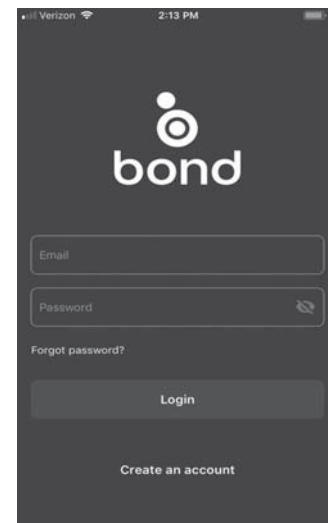 Verizon 2:13 PM
bond
Email
Password
Forgot password?
Login
Create an account